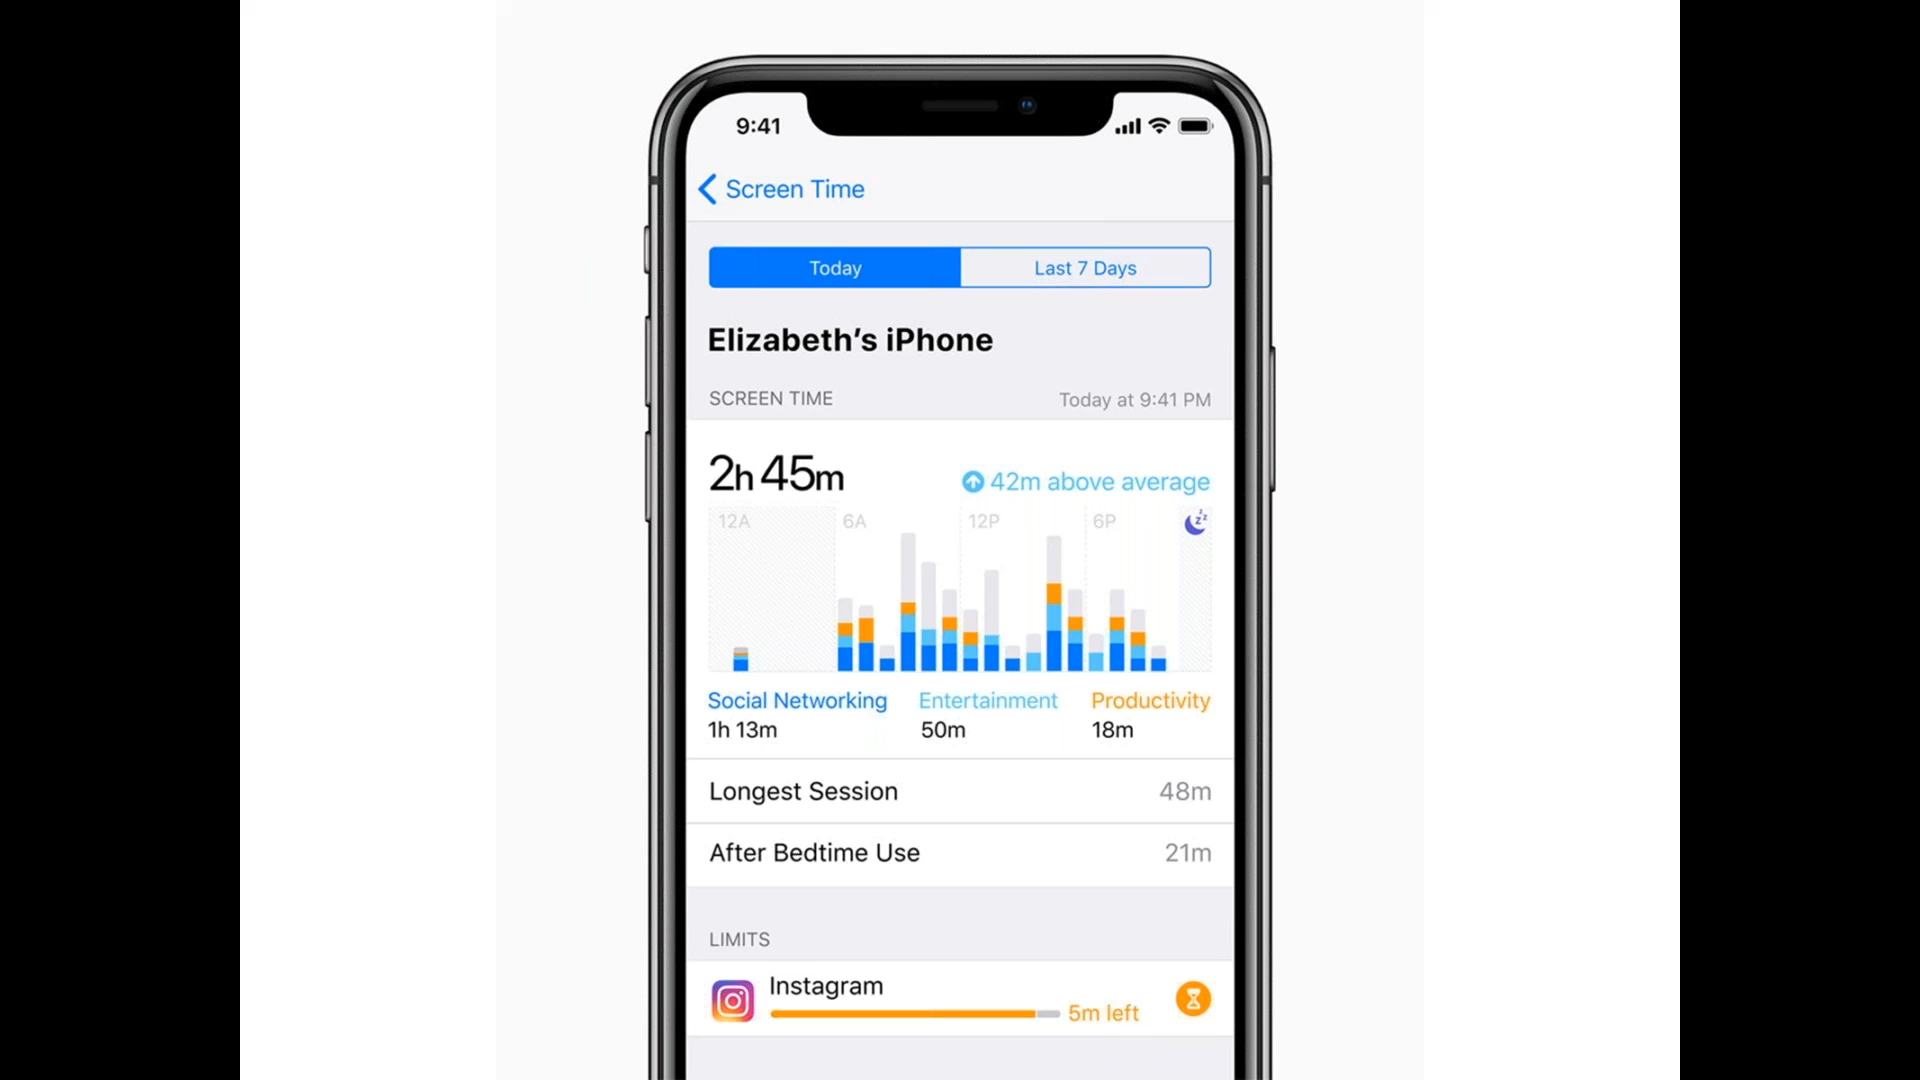 9:41
Screen Time
Today Last 7 Days
Elizabeth’s iPhone
SCREEN TIME Today at 9:41 PM
2h 45m 42m above average
12A 6A 12P 6P zzz
Social Networking Entertainment Productivity
1h 13m 50m 18m
Longest Session 48m
After Bedtime Use 21m
LIMITS
Instagram
5m left